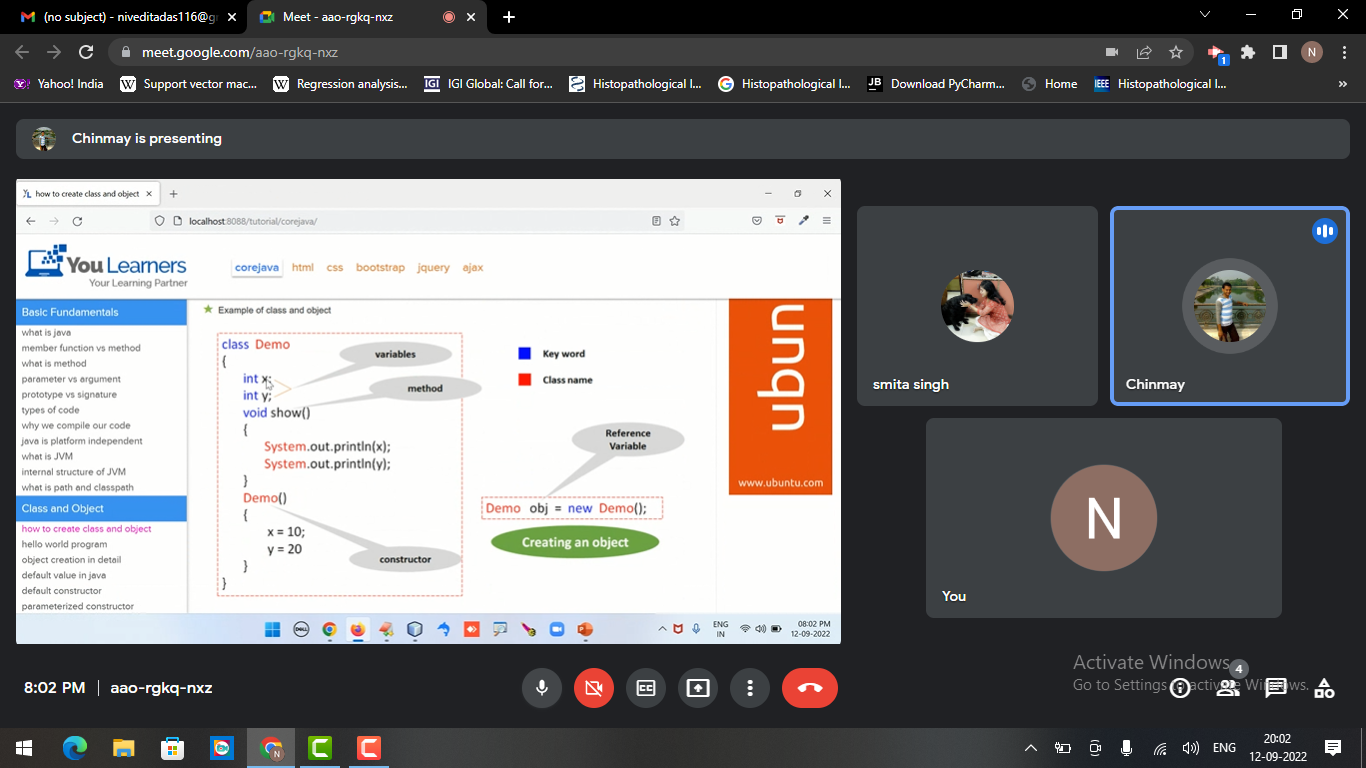 (no subject) - niveditadas116@g
Meet - aao-rgkq-nxz
meet.google.com/aao-rgkq-nxz
1
N
Yahoo! India
Support vector mac...
Regression analysis...
IGI Global: Call for...
Histopathological I...
Histopathological I...
Download PyCharm...
Home
Histopathological I...
»
Chinmay is presenting
how to create class and object
localhost:8088/tutorial/corejava/
You Learners
Your Learning Partner
corejava html css bootstrap jquery ajax
Basic Fundamentals
what is java
member function vs method
what is method
parameter vs argument
prototype vs signature
types of code
why we compile our code
java is platform independent
what is JVM
internal structure of JVM
what is path and classpath
Class and Object
how to create class and object
hello world program
object creation in detail
default value in java
default constructor
parameterized constructor
Example of class and object
class Demo
{
int x;
int y;
void show()
{
System.out.println(x);
System.out.println(y);
}
Demo()
{
x = 10;
y = 20
}
}
variables
method
constructor
Key word
Class name
Reference
Variable
Demo obj = new Demo();
Creating an object
ubun
www.ubuntu.com
ENG
IN
08:02 PM
12-09-2022
smita singh
Chinmay
N
You
8:02 PM | aao-rgkq-nxz
Activate Windows
Go to Settings to activate Windows.
4
ENG
20:02
12-09-2022